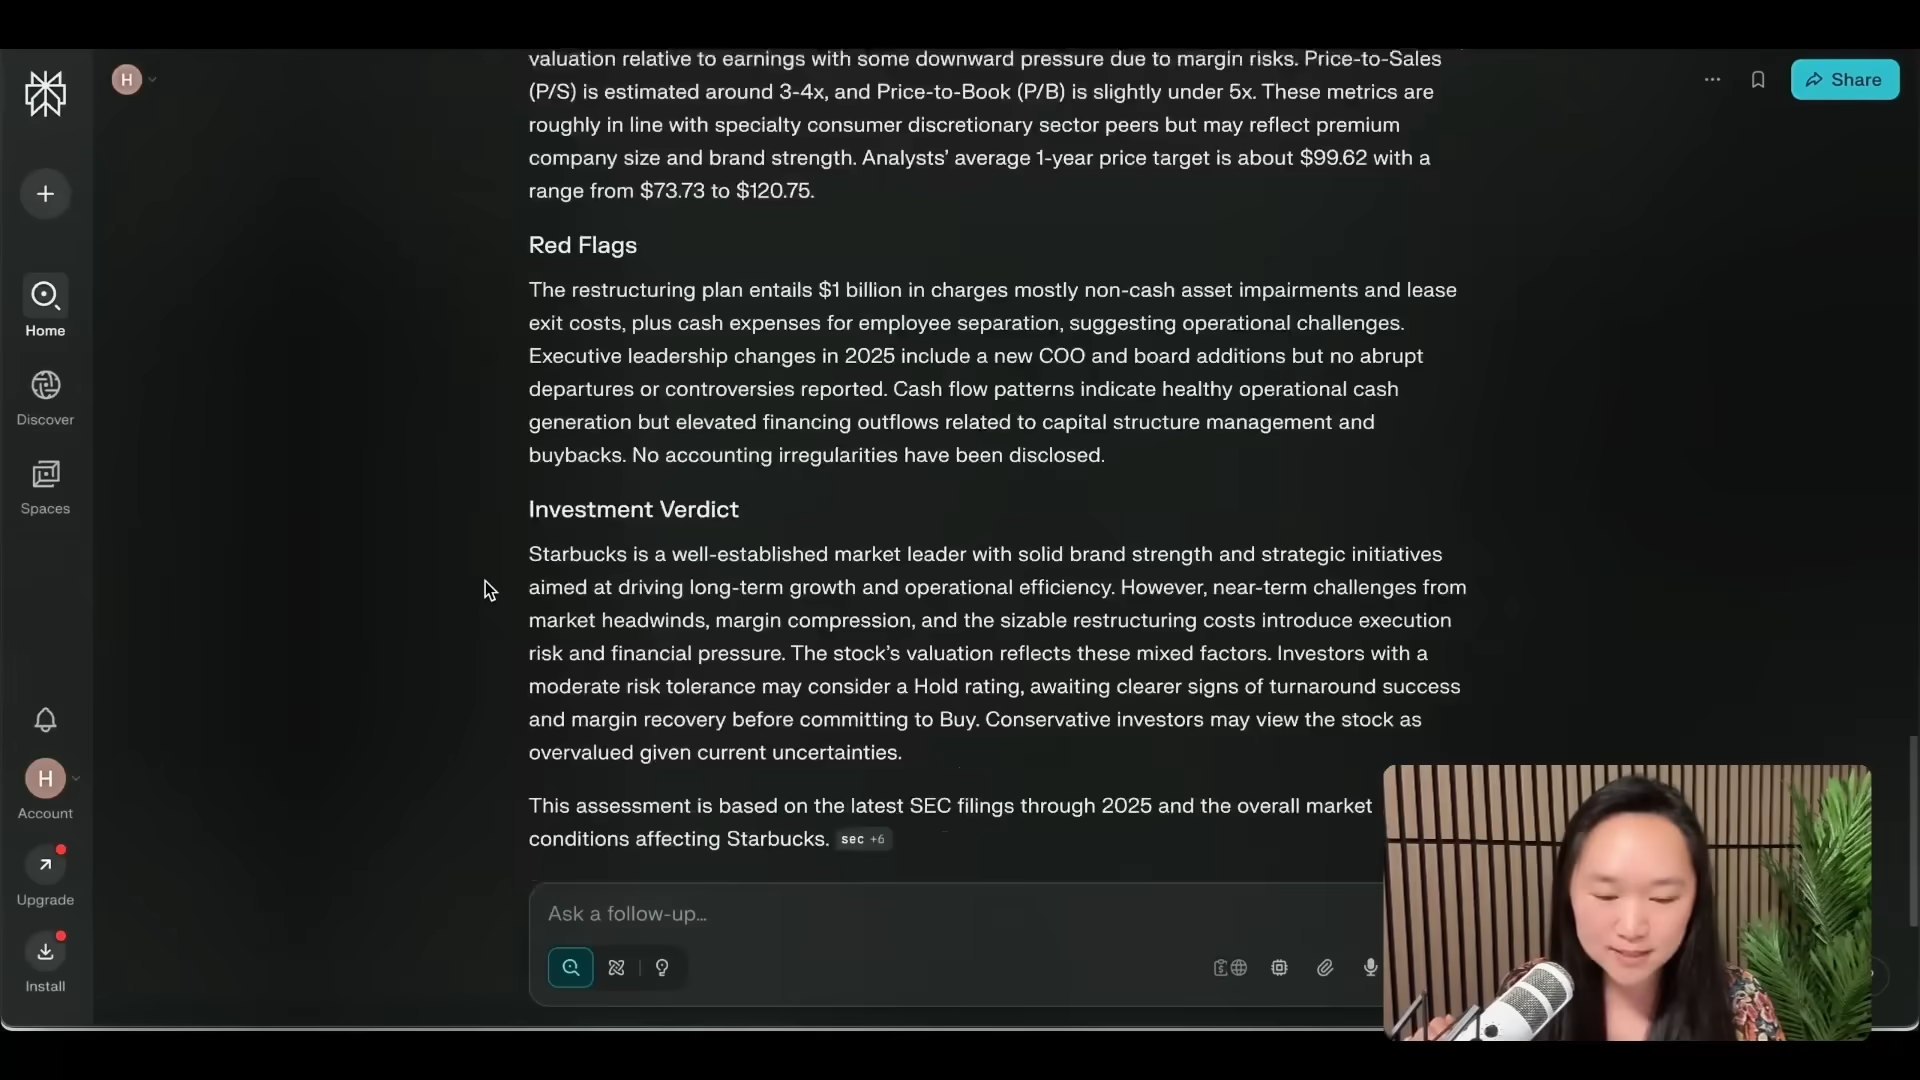 H
Share
Home
Discover
Spaces
H
Account
Upgrade
Install
valuation relative to earnings with some downward pressure due to margin risks. Price-to-Sales
(P/S) is estimated around 3-4x, and Price-to-Book (P/B) is slightly under 5x. These metrics are
roughly in line with specialty consumer discretionary sector peers but may reflect premium
company size and brand strength. Analysts’ average 1-year price target is about $99.62 with a
range from $73.73 to $120.75.
Red Flags
The restructuring plan entails $1 billion in charges mostly non-cash asset impairments and lease
exit costs, plus cash expenses for employee separation, suggesting operational challenges.
Executive leadership changes in 2025 include a new COO and board additions but no abrupt
departures or controversies reported. Cash flow patterns indicate healthy operational cash
generation but elevated financing outflows related to capital structure management and
buybacks. No accounting irregularities have been disclosed.
Investment Verdict
Starbucks is a well-established market leader with solid brand strength and strategic initiatives
aimed at driving long-term growth and operational efficiency. However, near-term challenges from
market headwinds, margin compression, and the sizable restructuring costs introduce execution
risk and financial pressure. The stock’s valuation reflects these mixed factors. Investors with a
moderate risk tolerance may consider a Hold rating, awaiting clearer signs of turnaround success
and margin recovery before committing to Buy. Conservative investors may view the stock as
overvalued given current uncertainties.
This assessment is based on the latest SEC filings through 2025 and the overall market
conditions affecting Starbucks. sec +6
Ask a follow-up…